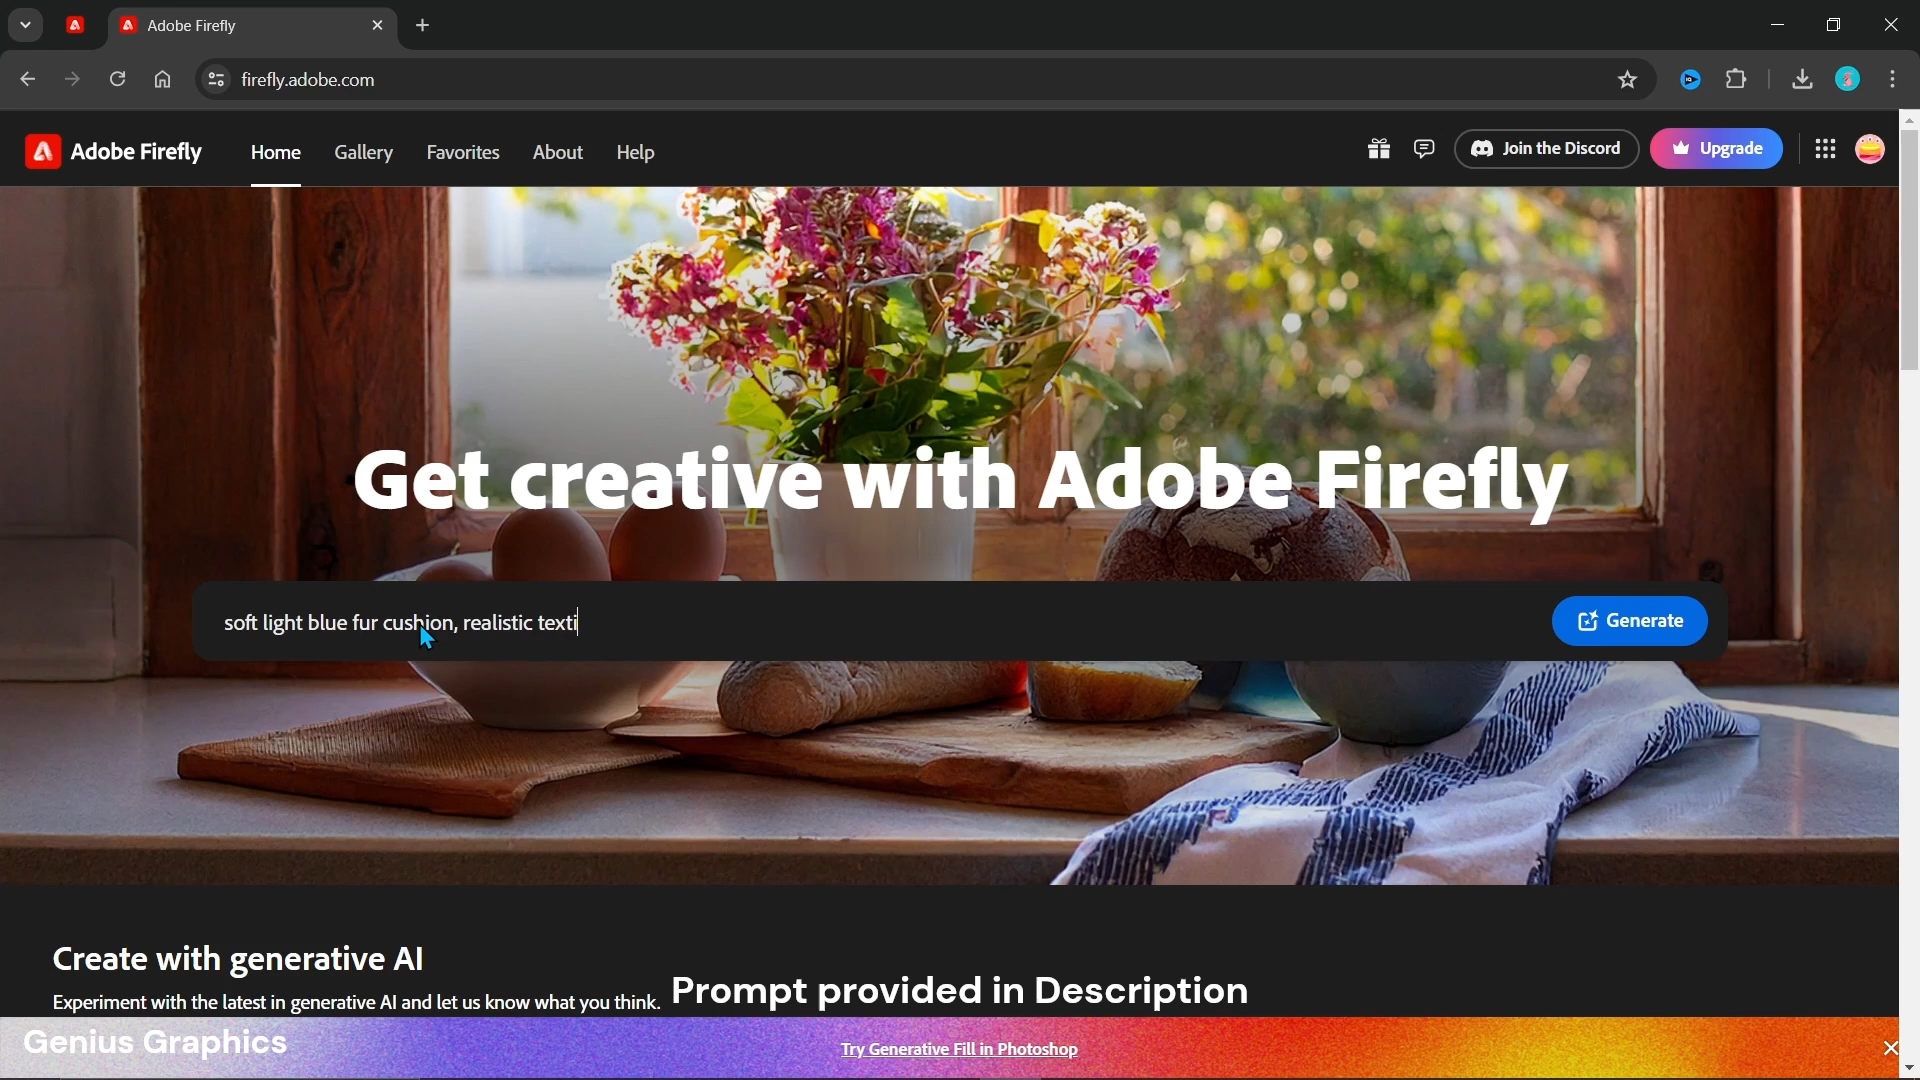 Adobe Firefly
firefly.adobe.com
Adobe Firefly
Home
Gallery
Favorites
About
Help
Join the Discord
Upgrade
Get creative with Adobe Firefly
soft light blue fur cushion, realistic texti
Generate
Create with generative AI
Experiment with the latest in generative AI and let us know what you think.
Prompt provided in Description
Genius Graphics
Try Generative Fill in Photoshop